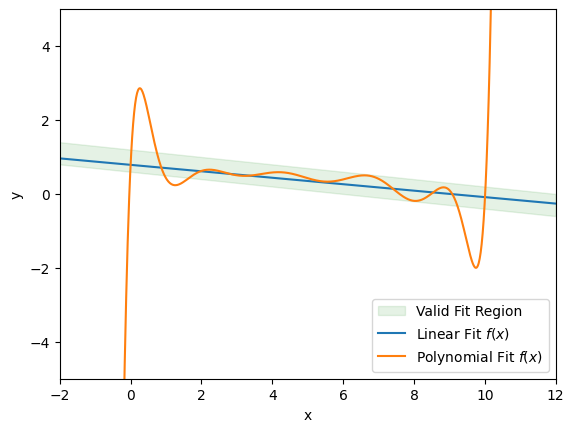 4
2
0
−2
−4
y
−2 0 2 4 6 8 10 12
x
Valid Fit Region
Linear Fit f(x)
Polynomial Fit f(x)